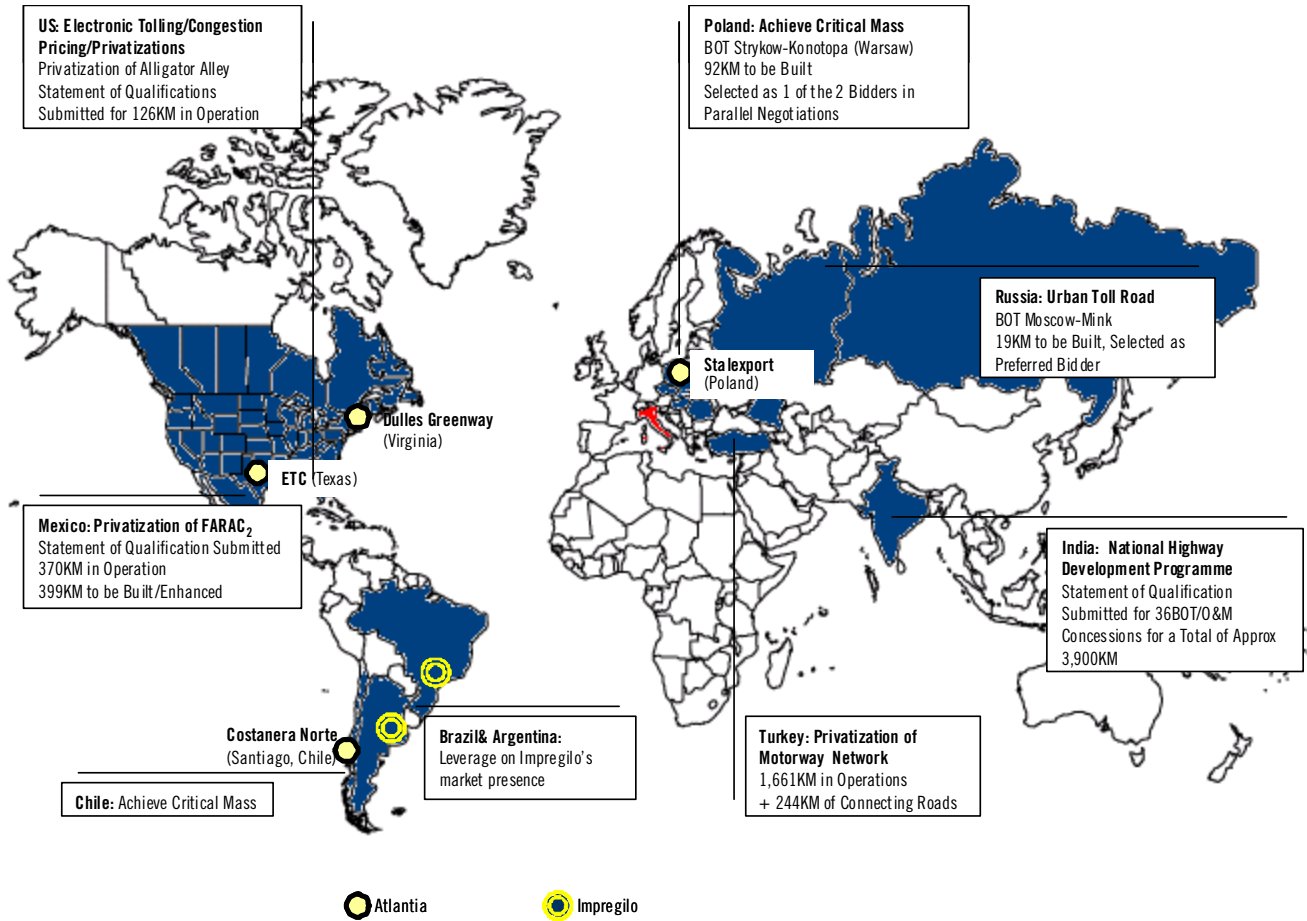 US: Electronic Tolling/Congestion
Pricing/Privatizations
Privatization of Alligator Alley
Statement of Qualifications
Submitted for 126KM in Operation
Poland: Achieve Critical Mass
BOT Strykow-Konotopa (Warsaw)
92KM to be Built
Selected as 1 of the 2 Bidders in
Parallel Negotiations
Russia: Urban Toll Road
BOT Moscow-Mink
19KM to be Built, Selected as
Preferred Bidder
Stalexport
(Poland)
Dulles Greenway
(Virginia)
ETC (Texas)
Mexico: Privatization of FARAC2
Statement of Qualification Submitted
370KM in Operation
399KM to be Built/Enhanced
India: National Highway
Development Programme
Statement of Qualification
Submitted for 36BOT/O&M
Concessions for a Total of Approx
3,900KM
Costanera Norte
(Santiago, Chile)
Chile: Achieve Critical Mass
Brazil& Argentina:
Leverage on Impregilo's
market presence
Turkey: Privatization of
Motorway Network
1,661KM in Operations
+ 244KM of Connecting Roads
Atlantia
Impregilo